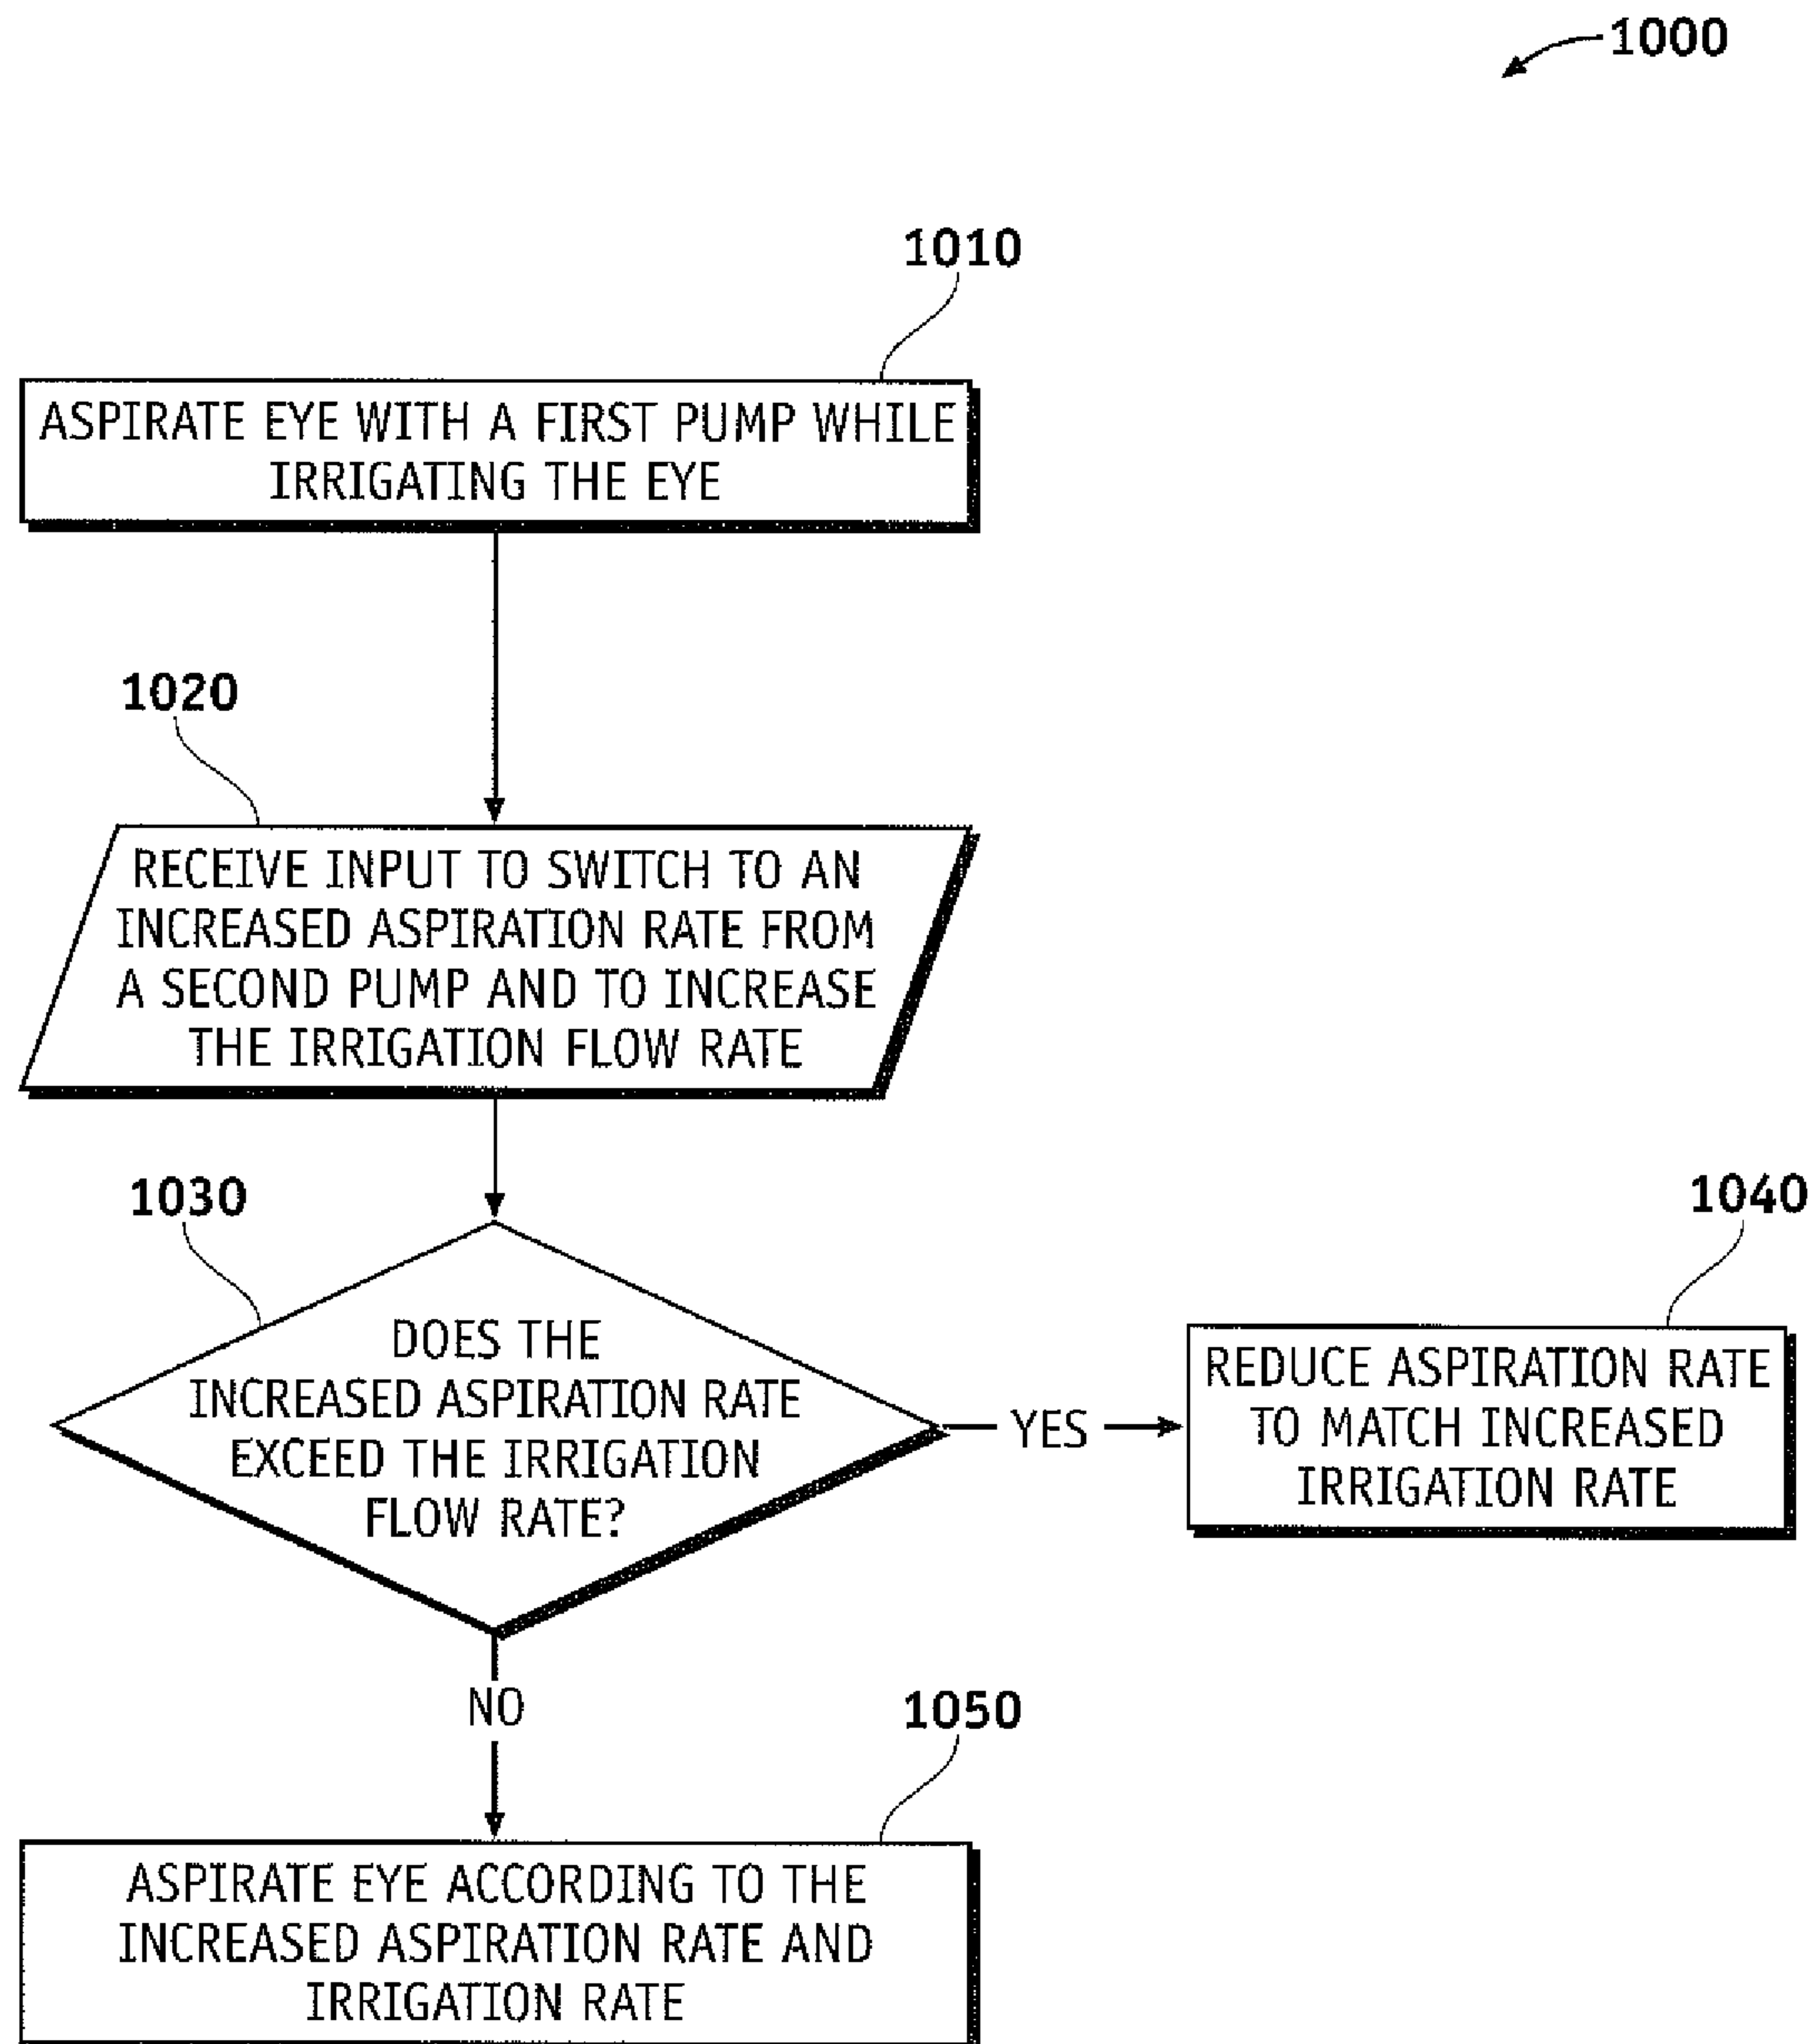 1000
1010
ASPIRATE EYE WITH A FIRST PUMP WHILE
IRRIGATING THE EYE
1020
RECEIVE INPUT TO SWITCH TO AN
INCREASED ASPIRATION RATE FROM
A SECOND PUMP AND TO INCREASE
THE IRRIGATION FLOW RATE
1030
DOES THE
INCREASED ASPIRATION RATE
EXCEED THE IRRIGATION
FLOW RATE?
YES
1040
REDUCE ASPIRATION RATE
TO MATCH INCREASED
IRRIGATION RATE
NO
1050
ASPIRATE EYE ACCORDING TO THE
INCREASED ASPIRATION RATE AND
IRRIGATION RATE